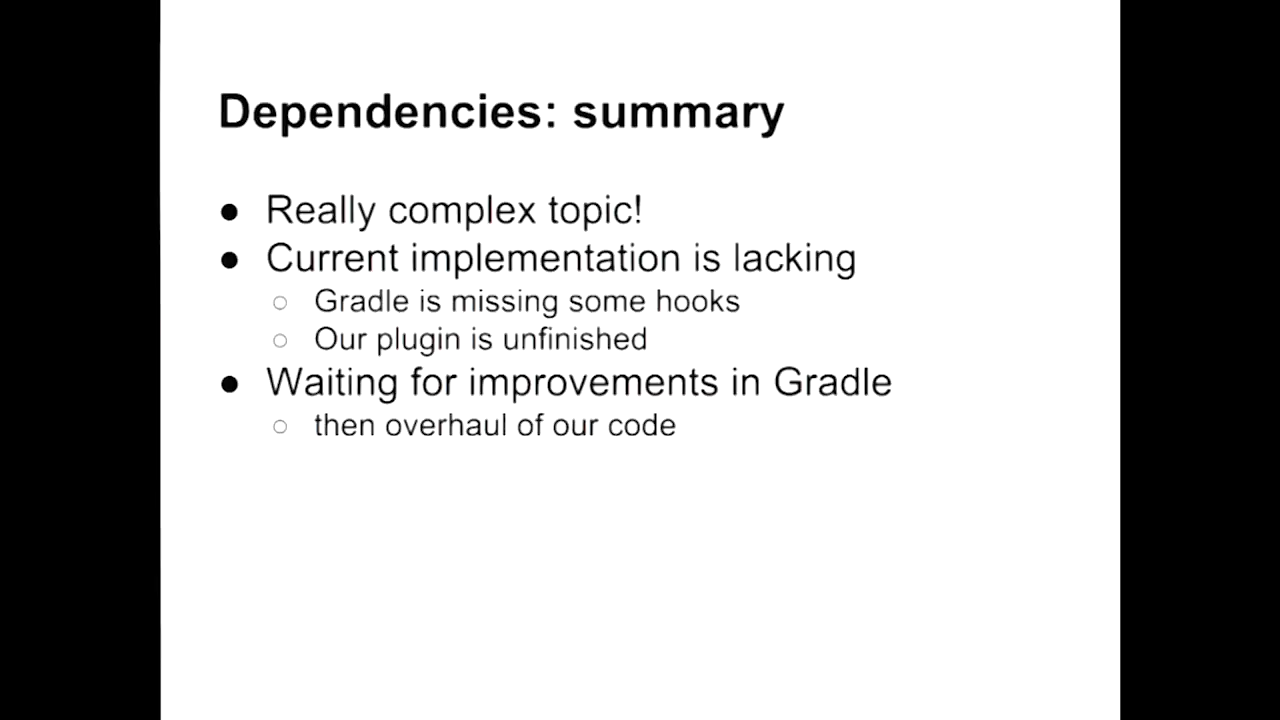 Dependencies: summary
● Really complex topic!
● Current implementation is lacking
○ Gradle is missing some hooks
○ Our plugin is unfinished
● Waiting for improvements in Gradle
○ then overhaul of our code